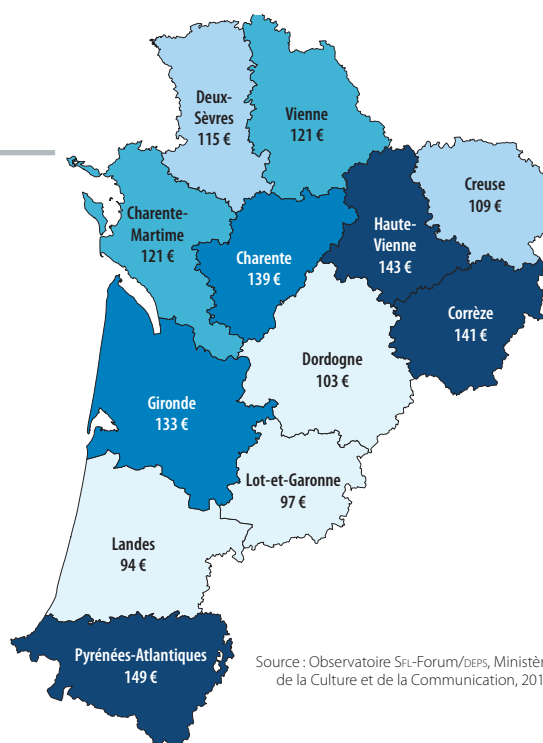 Deux-
Sèvres
115 €
Vienne
121 €
Creuse
109 €
Charente-
Martime
121 €
Haute-
Vienne
143 €
Charente
139 €
Corrèze
141 €
Dordogne
103 €
Gironde
133 €
Lot-et-Garonne
97 €
Landes
94 €
Pyrénées-Atlantiques
149 €
Source : Observatoire SFL-Forum/DEPS, Ministèr
de la Culture et de la Communication, 201